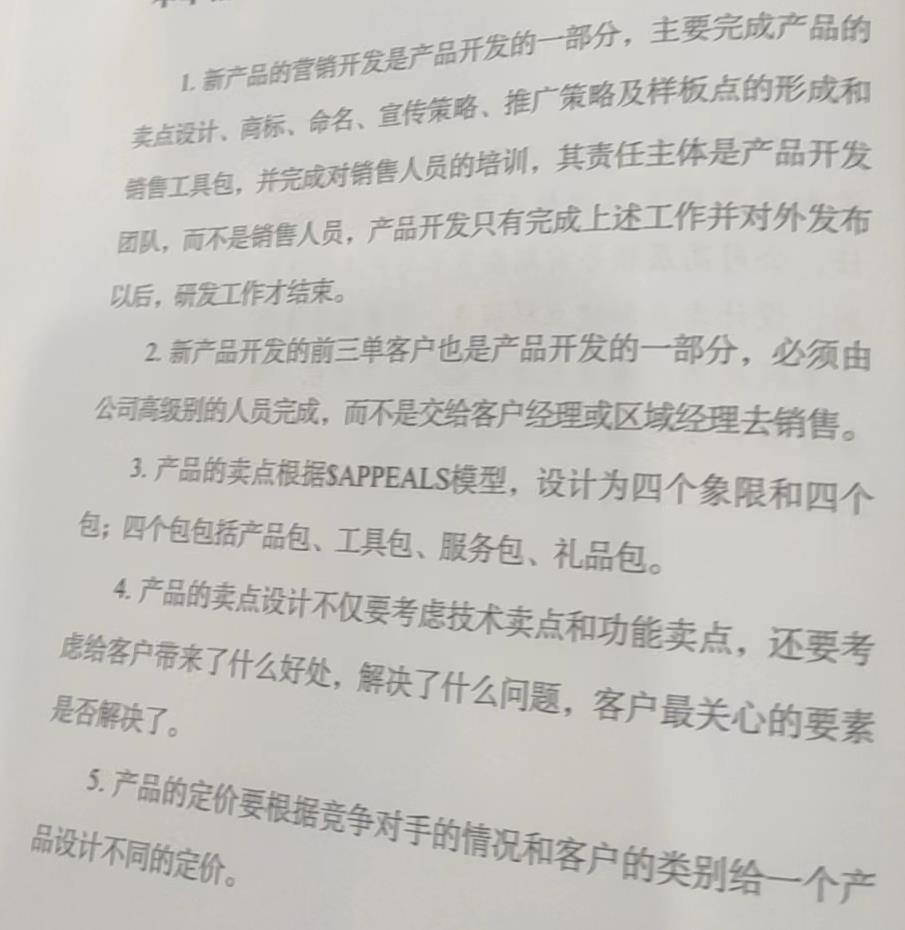 1. 新产品的营销开发是产品开发的一部分，主要完成产品的
卖点设计、商标、命名、宣传策略、推广策略及样板点的形成和
销售工具包，并完成对销售人员的培训，其责任主体是产品开发
团队，而不是销售人员，产品开发只有完成上述工作并对外发布
以后，研发工作才结束。
2. 新产品开发的前三单客户也是产品开发的一部分，必须由
公司高级别的人员完成，而不是交给客户经理或区域经理去销售。
3. 产品的卖点根据$APPEALS模型，设计为四个象限和四个
包；四个包包括产品包、工具包、服务包、礼品包。
4. 产品的卖点设计不仅要考虑技术卖点和功能卖点，还要考
虑给客户带来了什么好处，解决了什么问题，客户最关心的要素
是否解决了。
5. 产品的定价要根据竞争对手的情况和客户的类别给一个产
品设计不同的定价。